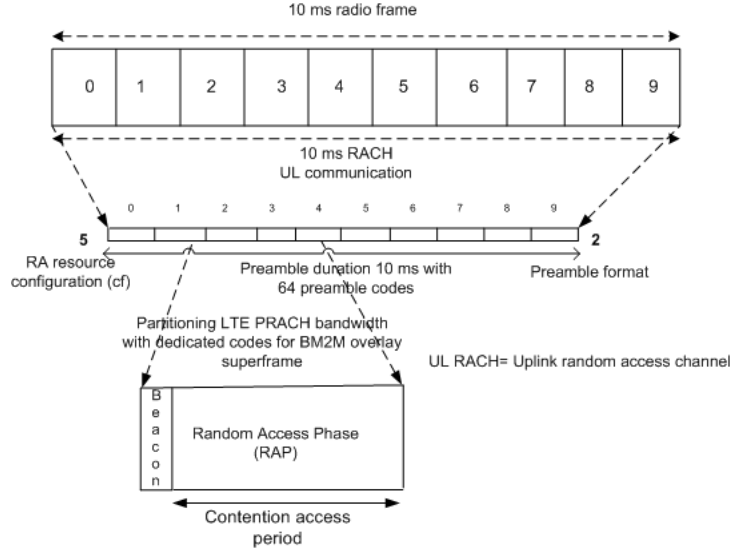 10 ms radio frame
0 1 2 3 4 5 6 7 8 9
10 ms RACH
UL communication
0 1 2 3 4 5 6 7 8 9
5
2
RA resource
configuration (cf)
Preamble duration 10 ms with
64 preamble codes
Preamble format
Partitioning LTE PRACH bandwidth
with dedicated codes for BM2M overlay
superframe
UL RACH= Uplink random access channel
Beacon
Random Access Phase
(RAP)
Contention access
period